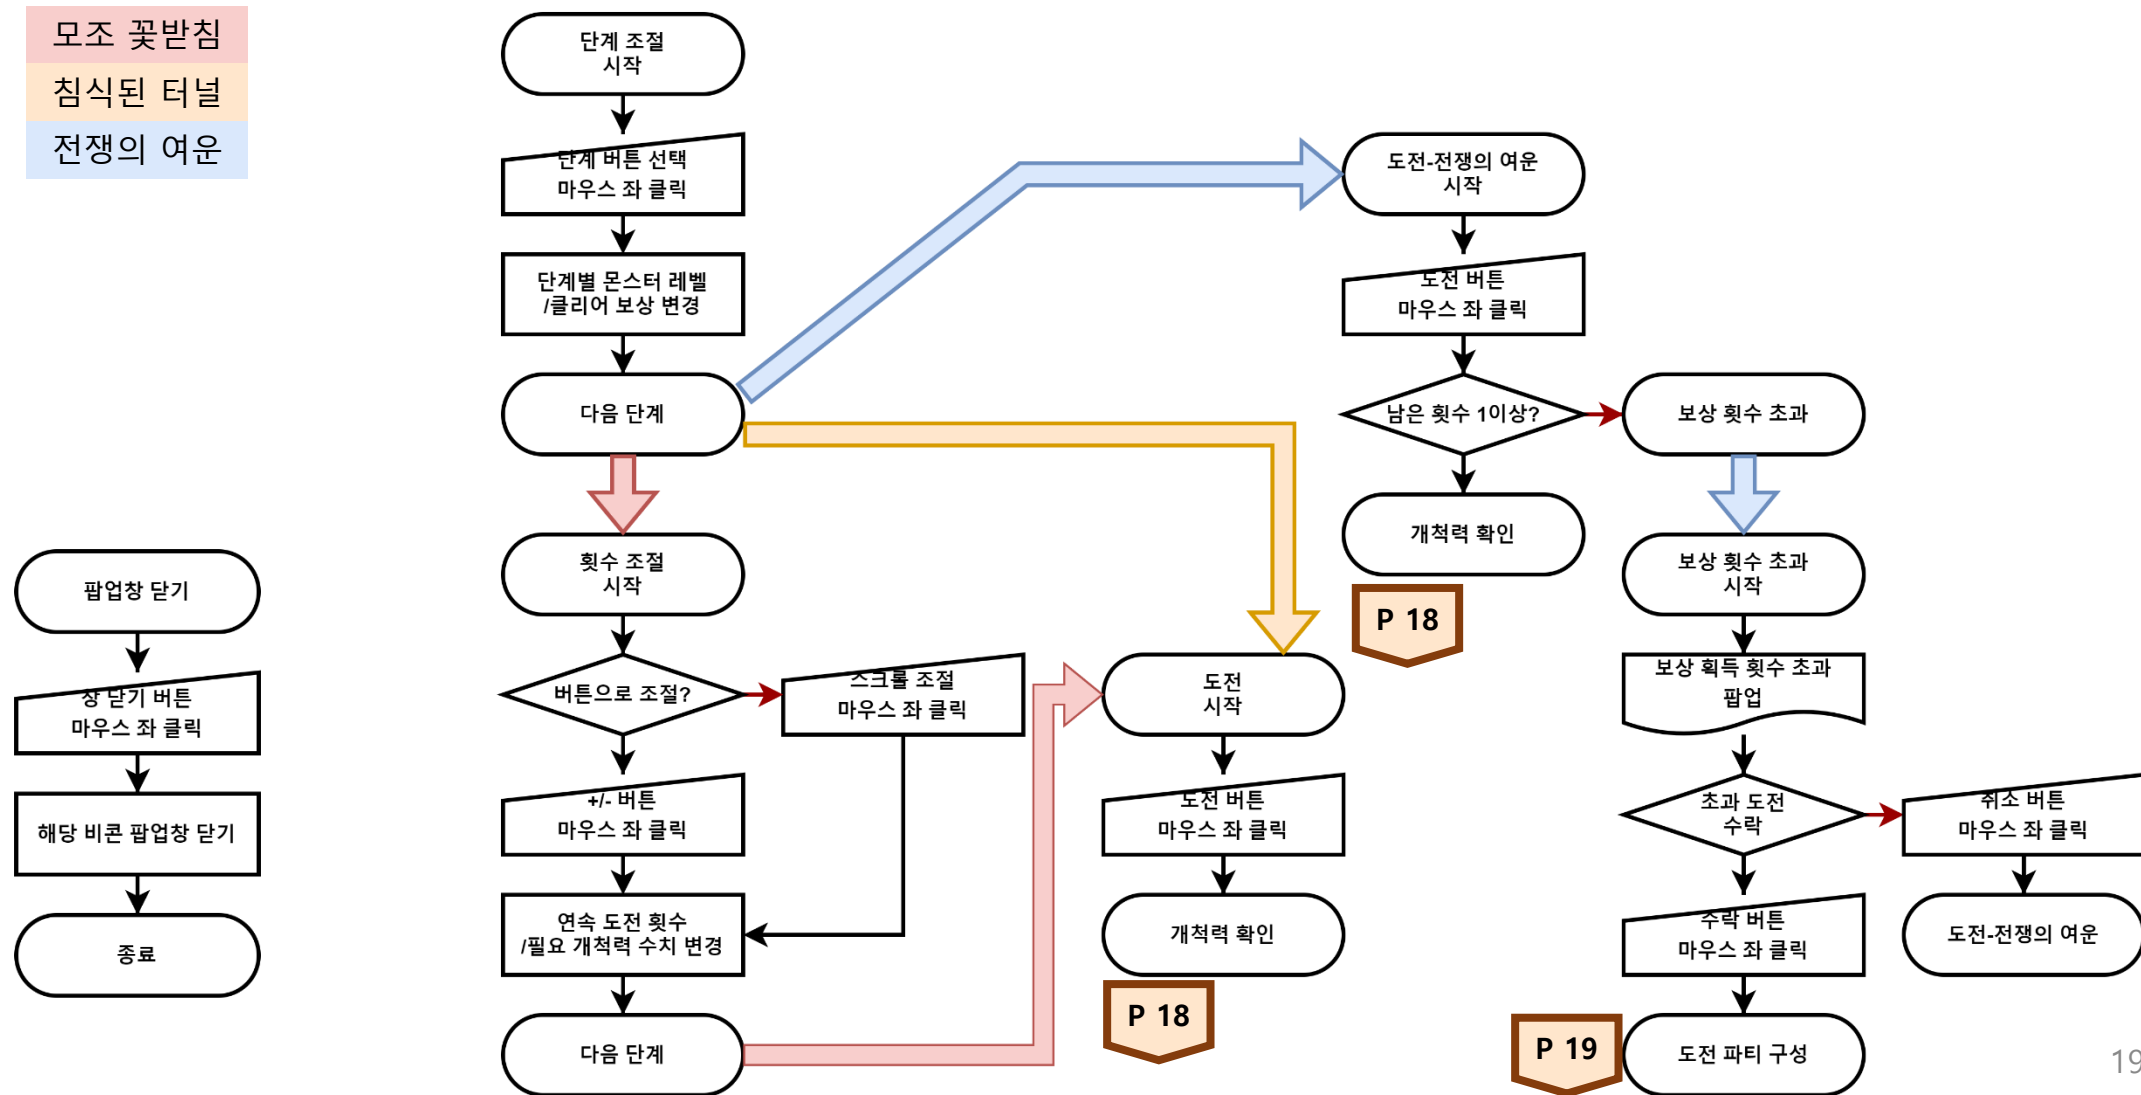 모조 꽃받침
침식된 터널
전쟁의 여운
단계 조절
시작
단계 버튼 선택
마우스 좌 클릭
단계별 몬스터 레벨
/클리어 보상 변경
다음 단계
횟수 조절
시작
버튼으로 조절?
스크롤 조절
마우스 좌 클릭
+/- 버튼
마우스 좌 클릭
연속 도전 횟수
/필요 개척력 수치 변경
다음 단계
팝업창 닫기
창 닫기 버튼
마우스 좌 클릭
해당 비콘 팝업창 닫기
종료
도전
시작
도전 버튼
마우스 좌 클릭
개척력 확인
P 18
도전-전쟁의 여운
시작
도전 버튼
마우스 좌 클릭
남은 횟수 1이상?
개척력 확인
P 18
보상 횟수 초과
보상 횟수 초과
시작
보상 획득 횟수 초과
팝업
초과 도전
수락
취소 버튼
마우스 좌 클릭
도전-전쟁의 여운
수락 버튼
마우스 좌 클릭
도전 파티 구성
P 19
19